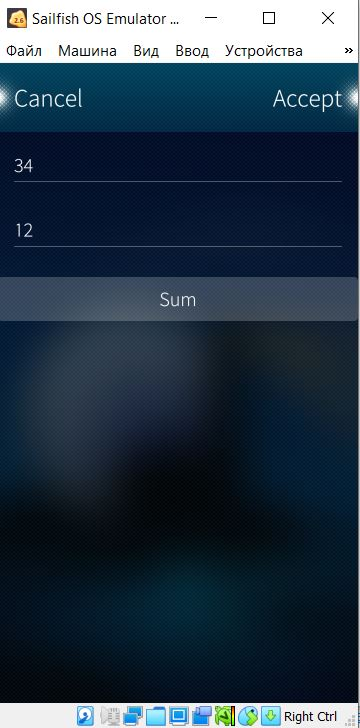 Sailfish OS Emulator ...
Файл Машина Вид Ввод Устройства »
Cancel Accept
34
12
Sum
Right Ctrl